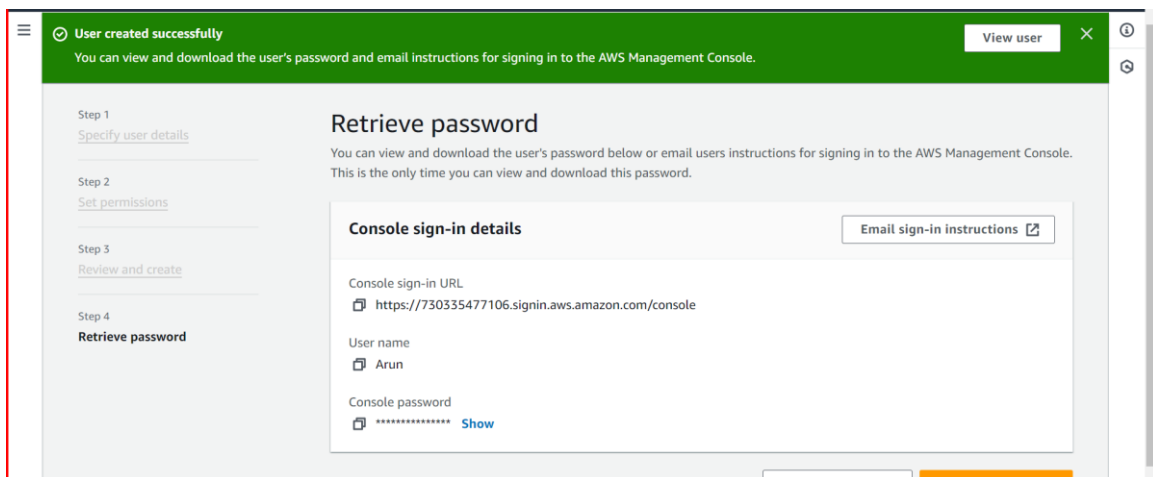 User created successfully
View user
You can view and download the user's password and email instructions for signing in to the AWS Management Console.
Step 1
Specify user details
Step 2
Set permissions
Step 3
Review and create
Step 4
Retrieve password
Retrieve password
You can view and download the user's password below or email users instructions for signing in to the AWS Management Console.
This is the only time you can view and download this password.
Console sign-in details
Email sign-in instructions
Console sign-in URL
https://730335477106.signin.aws.amazon.com/console
User name
Arun
Console password
*************** Show